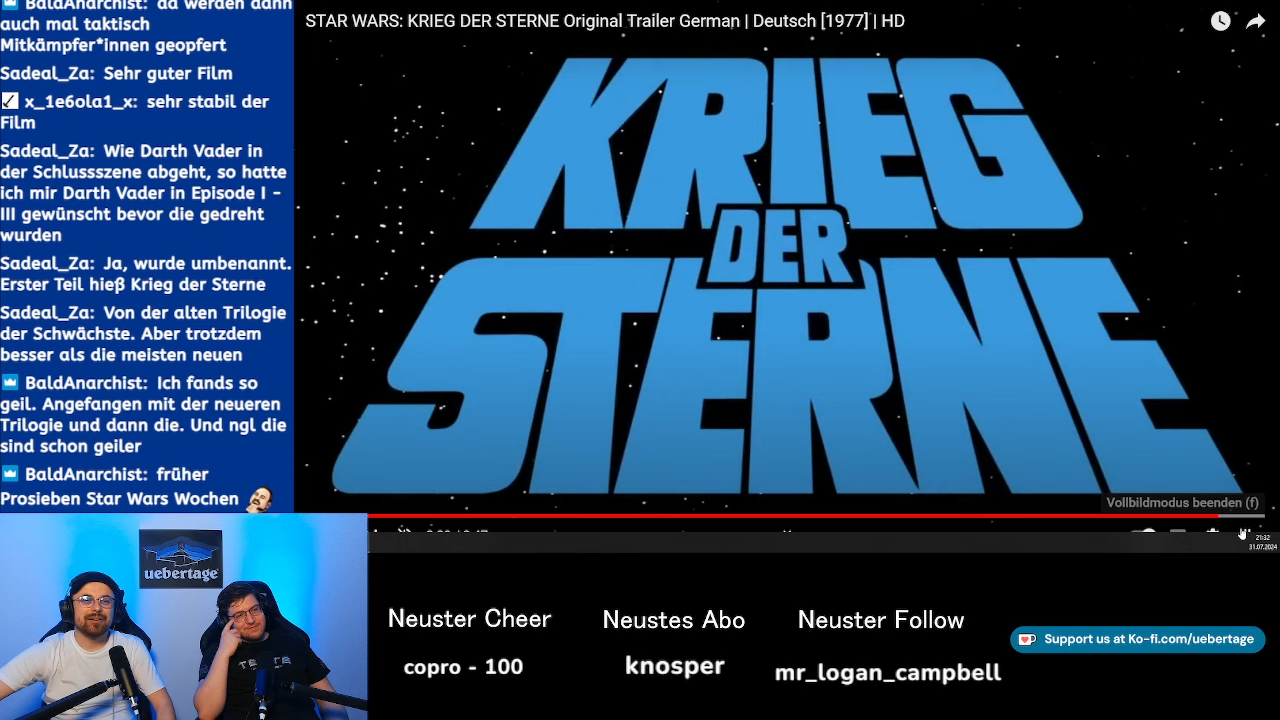 BaldAnarchist: da werden dann
auch mal taktisch
Mitkämpfer*innen geopfert
Sadeal_Za: Sehr guter Film
x_1e6ola1_x: sehr stabil der
Film
Sadeal_Za: Wie Darth Vader in
der Schlussszene abgeht, so hatte
ich mir Darth Vader in Episode I -
III gewünscht bevor die gedreht
wurden
Sadeal_Za: Ja, wurde umbenannt.
Erster Teil hieß Krieg der Sterne
Sadeal_Za: Von der alten Trilogie
der Schwächste. Aber trotzdem
besser als die meisten neuen
BaldAnarchist: Ich fands so
geil. Angefangen mit der neueren
Trilogie und dann die. Und ngl die
sind schon geiler
BaldAnarchist: früher
Prosieben Star Wars Wochen
STAR WARS: KRIEG DER STERNE Original Trailer German | Deutsch [1977] | HD
KRIEG
DER
STERNE
Vollbildmodus beenden (f)
21:32
31.07.2024
uebertage
Neuster Cheer
copro - 100
Neustes Abo
knosper
Neuster Follow
mr_logan_campbell
Support us at Ko-fi.com/uebertage